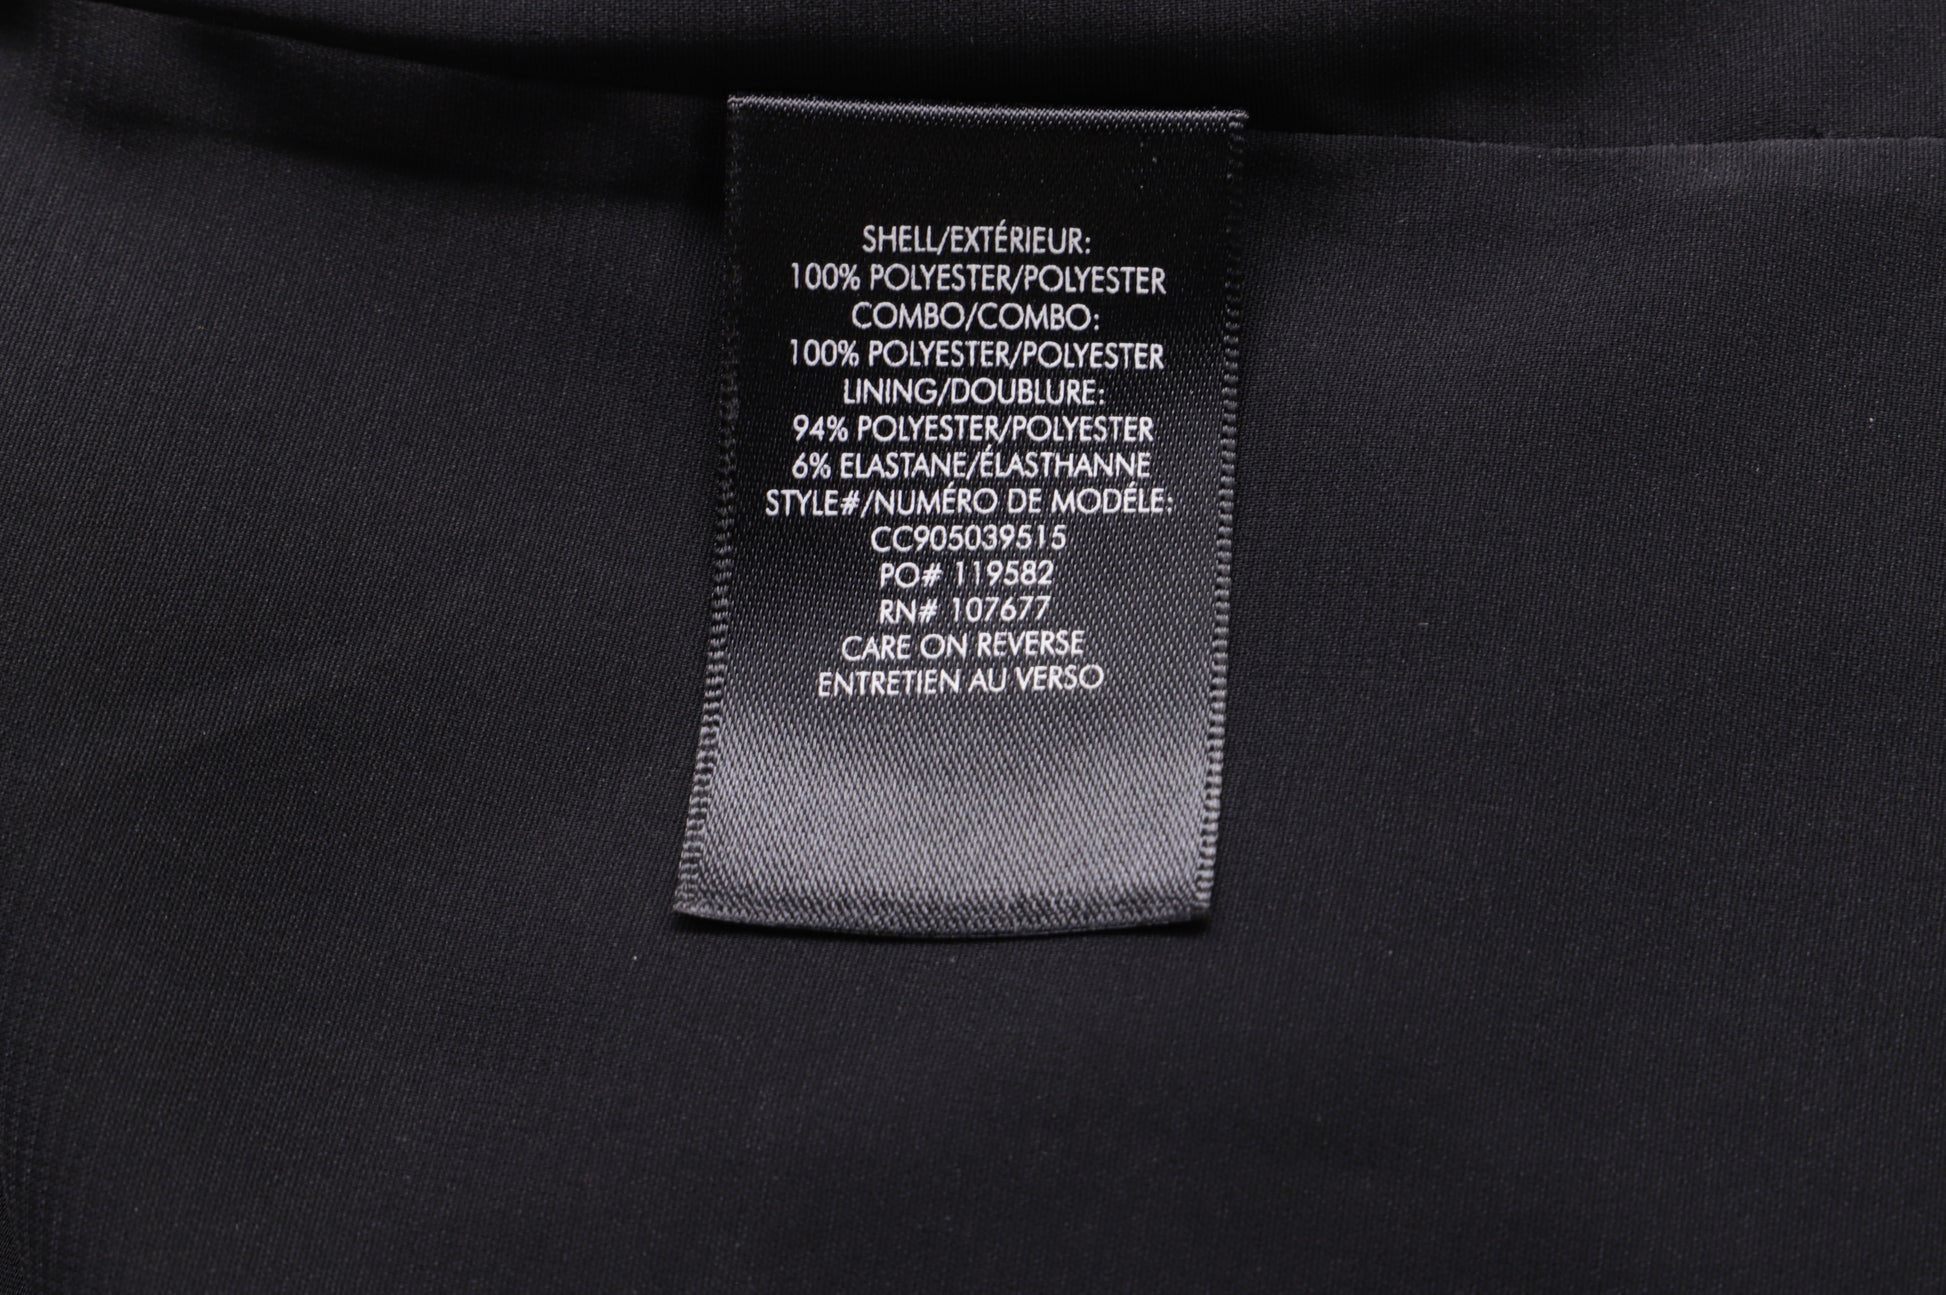 SHELL/EXTÉRIEUR:
100% POLYESTER/POLYESTER
COMBO/COMBO:
100% POLYESTER/POLYESTER
LINING/DOUBLURE:
94% POLYESTER/POLYESTER
6% ELASTANE/ÉLASTHANNE
STYLE#/NUMÉRO DE MODÉLE:
CC905039515
PO# 119582
RN# 107677
CARE ON REVERSE
ENTRETIEN AU VERSO